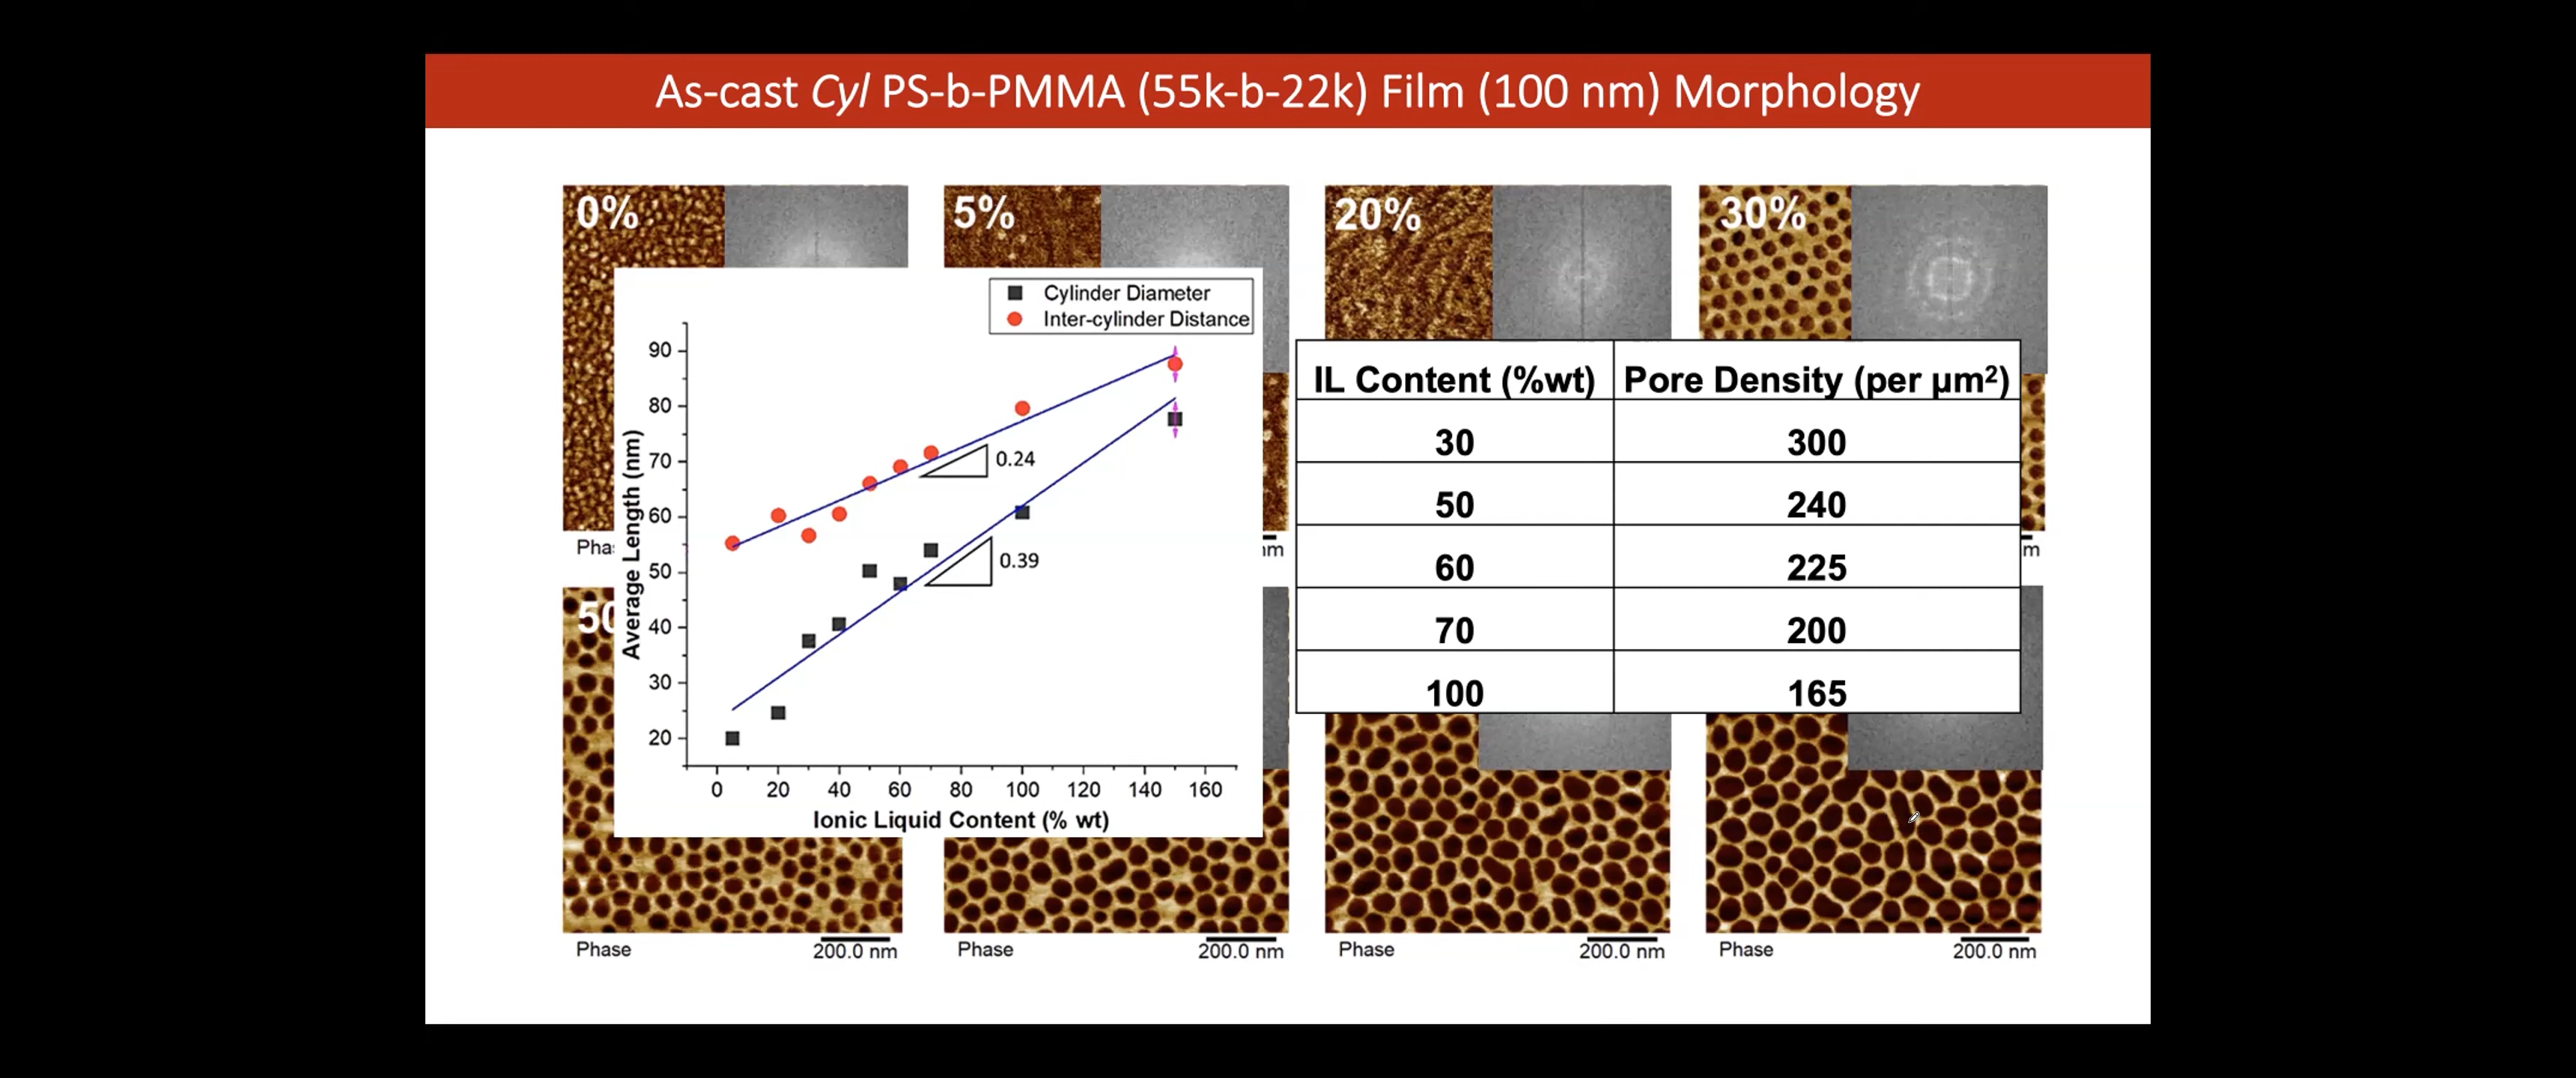 As-cast Cyl PS-b-PMMA (55k-b-22k) Film (100 nm) Morphology
0%
5%
20%
30%
Cylinder Diameter
Inter-cylinder Distance
90
80
70
60
50
40
30
20
Average Length (nm)
0.24
0.39
0 20 40 60 80 100 120 140 160
Ionic Liquid Content (% wt)
IL Content (%wt) Pore Density (per µm²)
30 300
50 240
60 225
70 200
100 165
Pha
nm
m
50
Phase 200.0 nm
Phase 200.0 nm
Phase 200.0 nm
Phase 200.0 nm